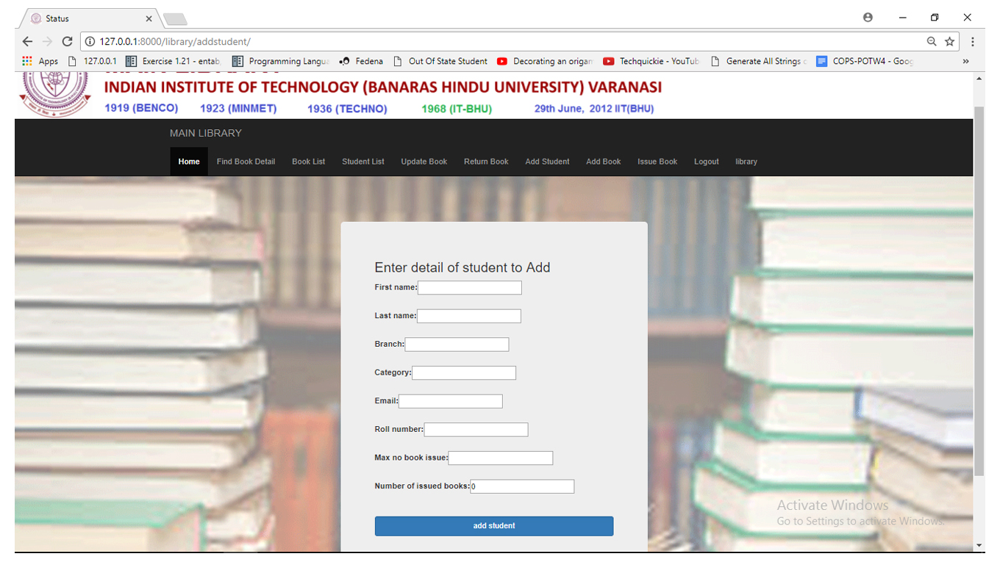 Status
127.0.0.1:8000/library/addstudent/
Apps 127.0.0.1 Exercise 1.21 - entab Programming Langua Fedena Out Of State Student Decorating an origam Techquickie - YouTub Generate All Strings COPS-POTW4 - Goog
INDIAN INSTITUTE OF TECHNOLOGY (BANARAS HINDU UNIVERSITY) VARANASI
1919 (BENCO) 1923 (MINMET) 1936 (TECHNO) 1968 (IT-BHU) 29th June, 2012 IIT(BHU)
MAIN LIBRARY
Home Find Book Detail Book List Student List Update Book Return Book Add Student Add Book Issue Book Logout library
Enter detail of student to Add
First name:
Last name:
Branch:
Category:
Email:
Roll number:
Max no book issue:
Number of issued books: 0
add student
Activate Windows
Go to Settings to activate Windows.